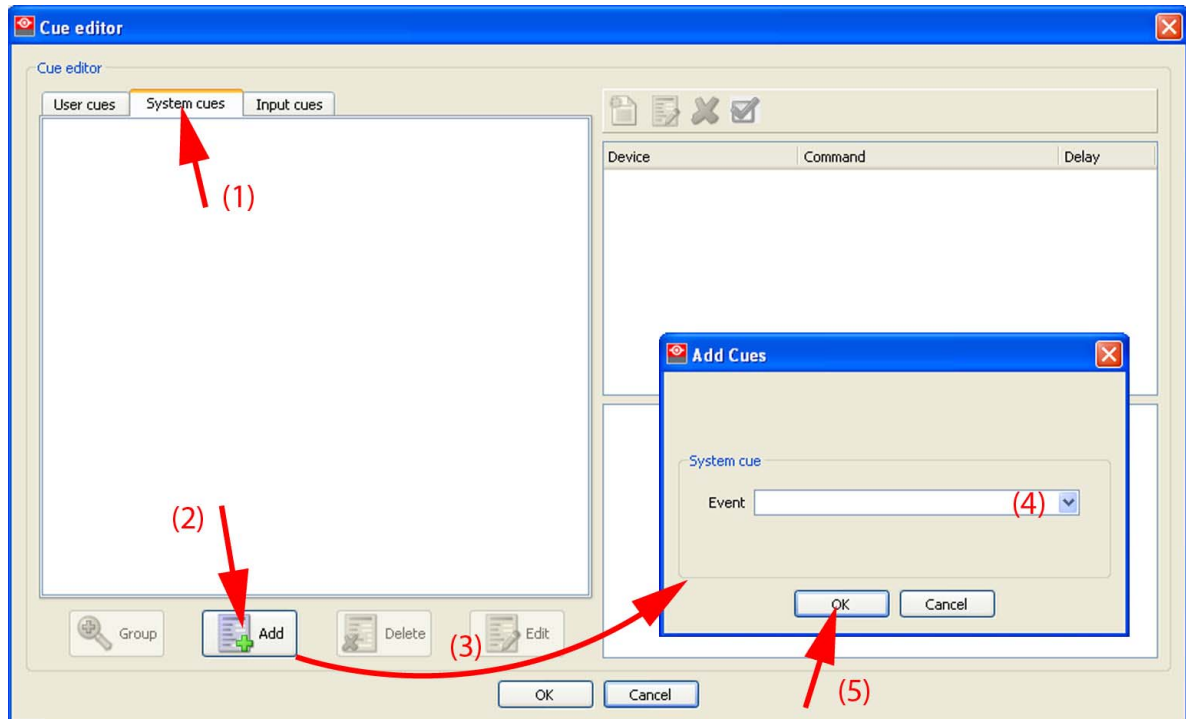 Cue editor
Cue editor
User cues System cues Input cues
(1)
Device Command Delay
Add Cues
System cue
Event (4)
OK Cancel
(2)
Group Add Delete (3) Edit
(5)
OK Cancel